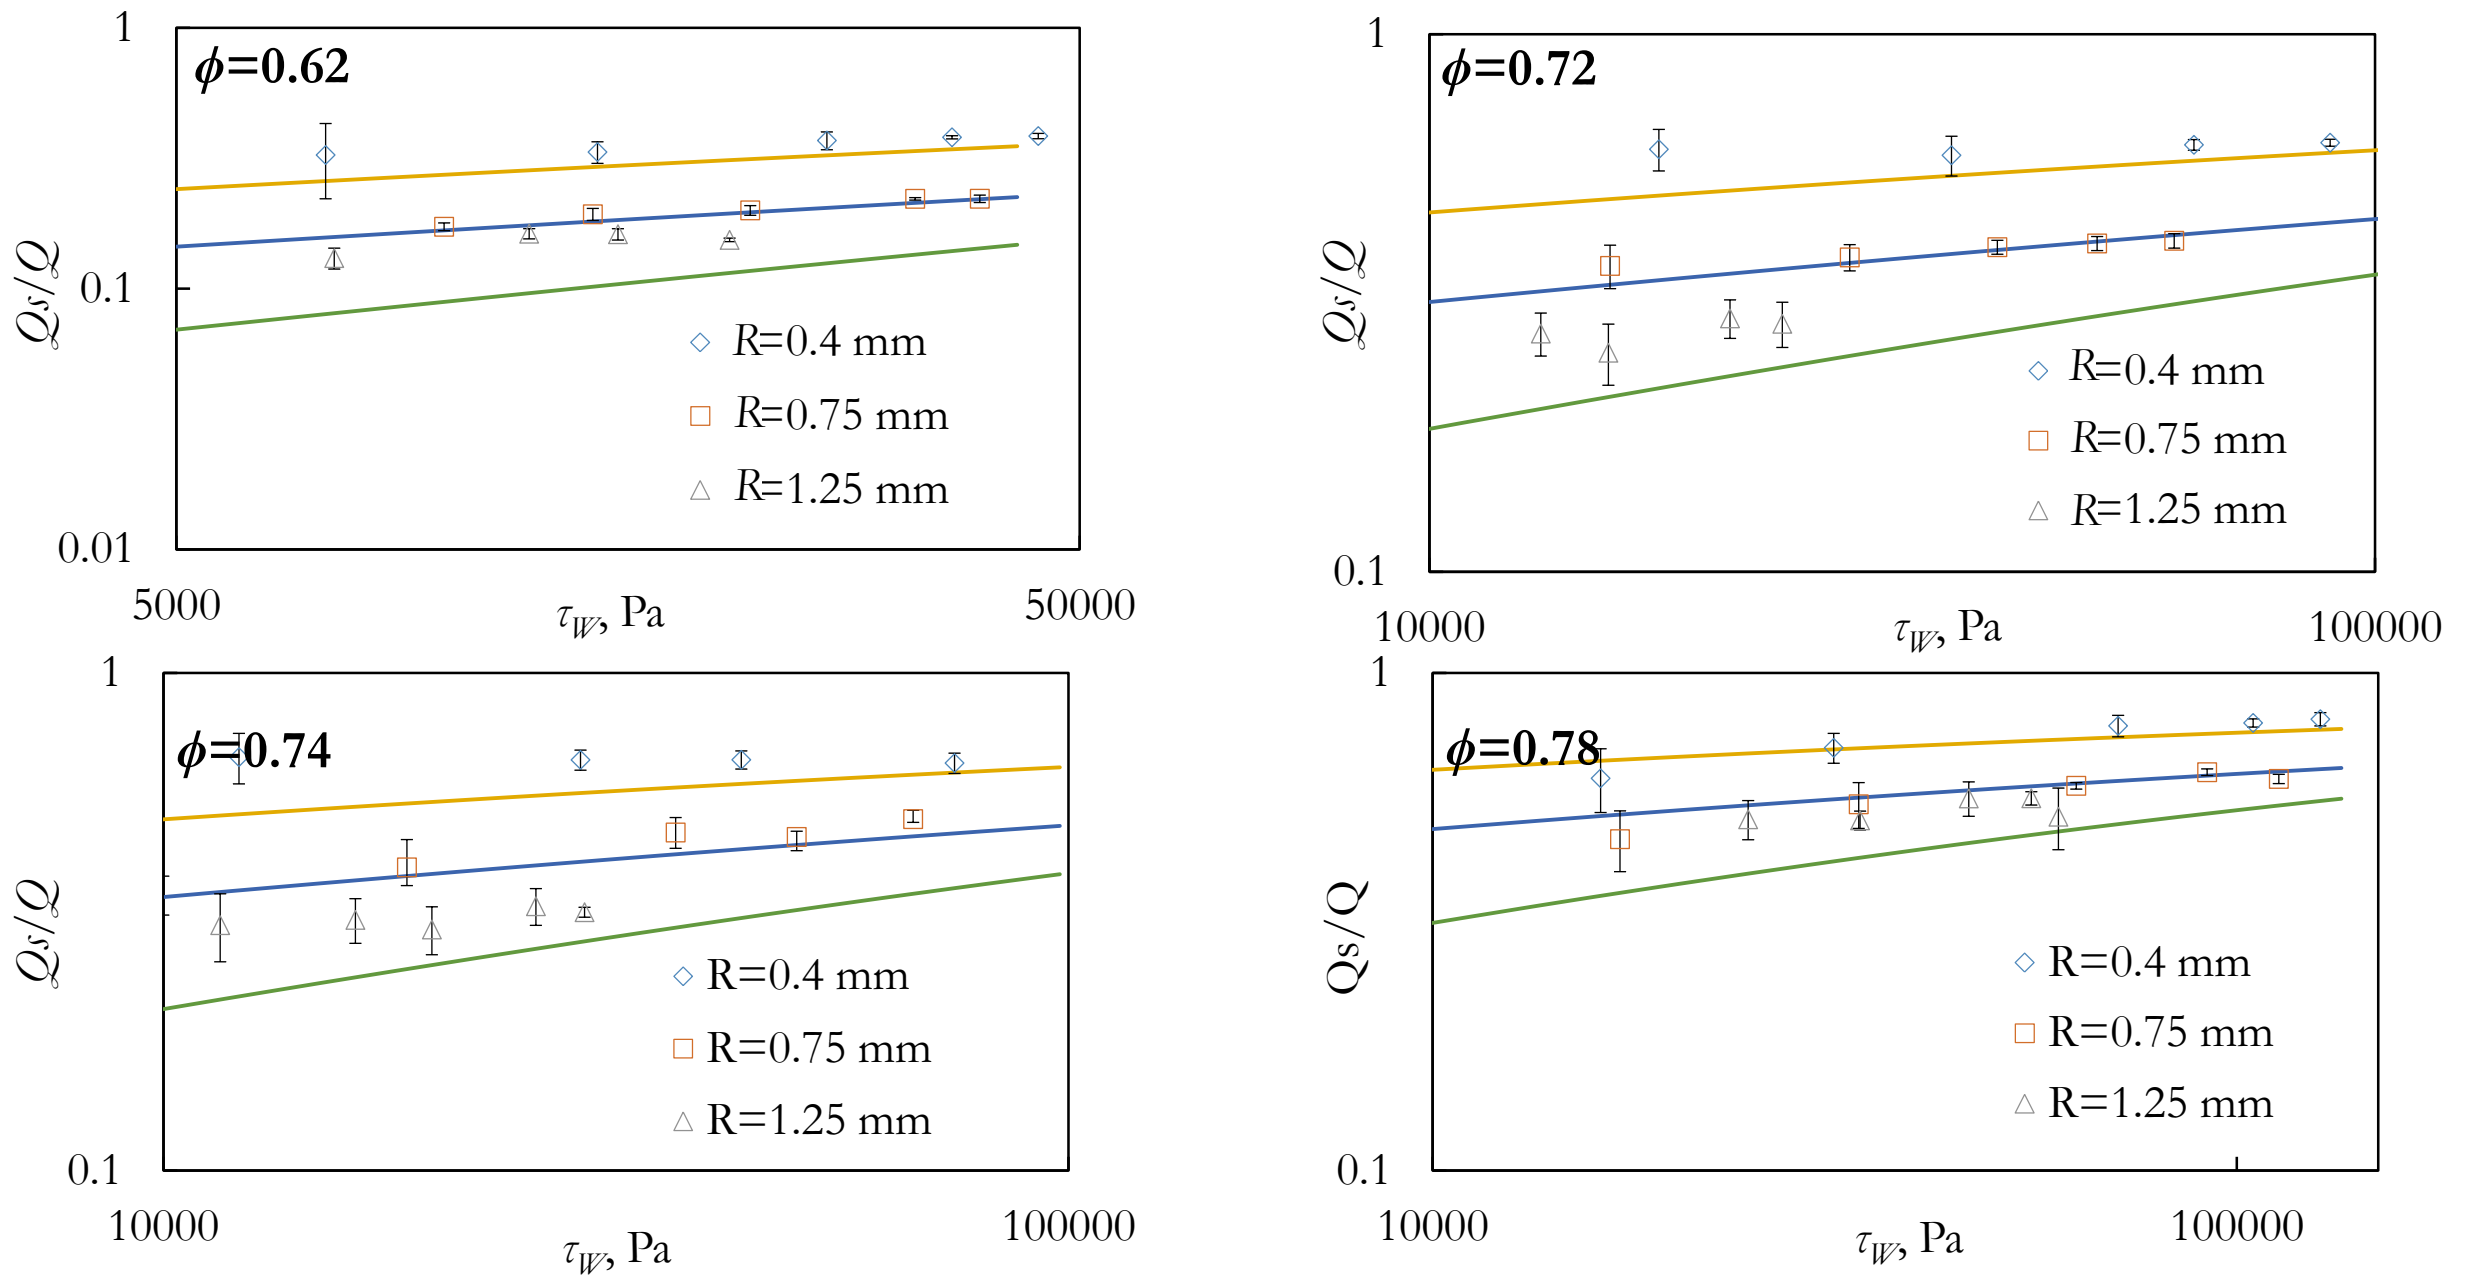 1
ϕ=0.62
Qs/Q
0.1
R=0.4 mm
R=0.75 mm
R=1.25 mm
0.01
5000
τW, Pa
50000
1
ϕ=0.72
Qs/Q
R=0.4 mm
R=0.75 mm
R=1.25 mm
0.1
10000
τW, Pa
100000
1
ϕ=0.74
Qs/Q
R=0.4 mm
R=0.75 mm
R=1.25 mm
0.1
10000
τW, Pa
100000
1
ϕ=0.78
Qs/Q
R=0.4 mm
R=0.75 mm
R=1.25 mm
0.1
10000
τW, Pa
100000